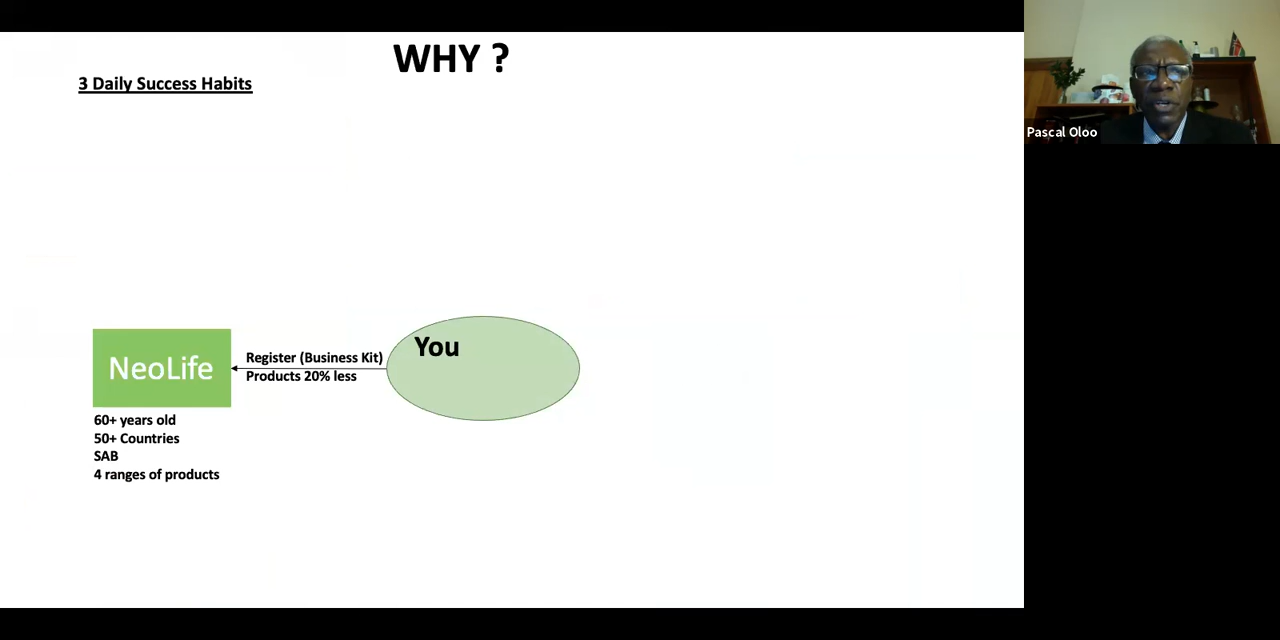 WHY ?
3 Daily Success Habits
Pascal Oloo
You
Register (Business Kit)
NeoLife
Products 20% less
60+ years old
50+ Countries
SAB
4 ranges of products